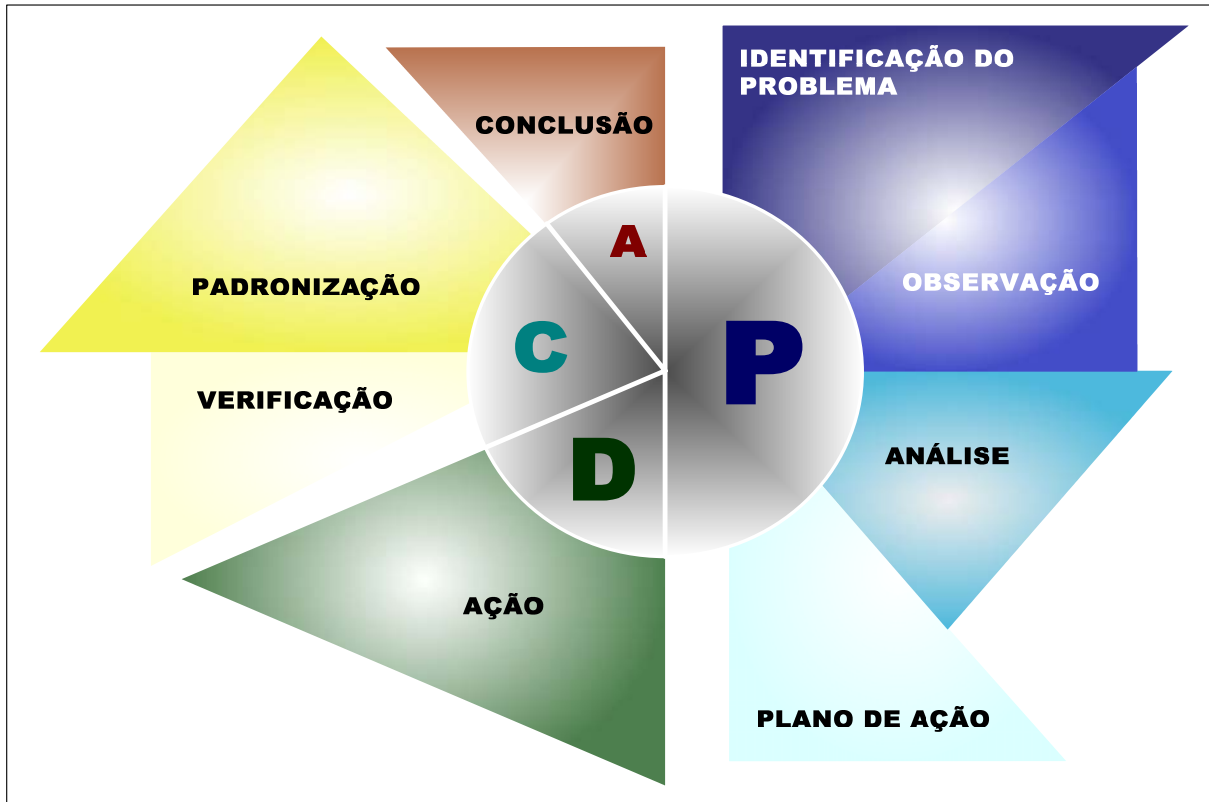 IDENTIFICAÇÃO DO
PROBLEMA
OBSERVAÇÃO
ANÁLISE
PLANO DE AÇÃO
AÇÃO
VERIFICAÇÃO
PADRONIZAÇÃO
CONCLUSÃO
P
D
C
A